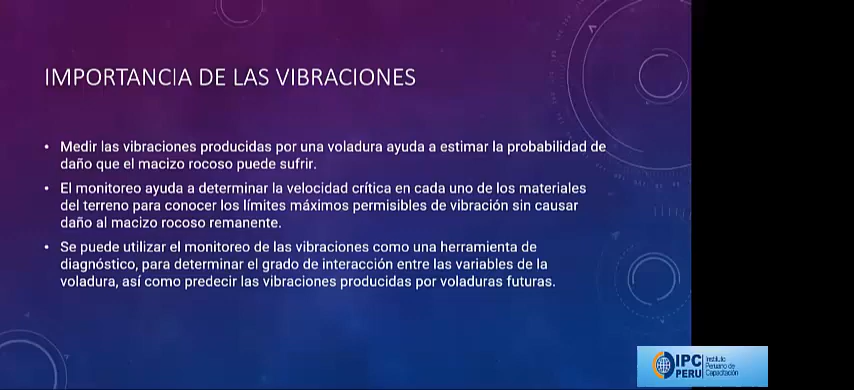 IMPORTANCIA DE LAS VIBRACIONES
• Medir las vibraciones producidas por una voladura ayuda a estimar la probabilidad de
daño que el macizo rocoso puede sufrir.
• El monitoreo ayuda a determinar la velocidad crítica en cada uno de los materiales
del terreno para conocer los límites máximos permisibles de vibración sin causar
daño al macizo rocoso remanente.
• Se puede utilizar el monitoreo de las vibraciones como una herramienta de
diagnóstico, para determinar el grado de interacción entre las variables de la
voladura, así como predecir las vibraciones producidas por voladuras futuras.
IPC
PERU
Instituto
Peruano de
Capacitación